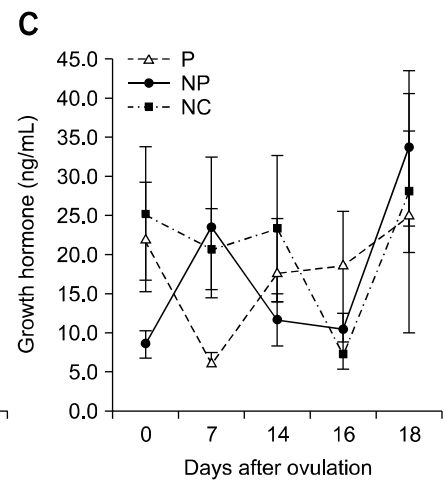 C
P
NP
NC
Growth hormone (ng/mL)
45.0
40.0
35.0
30.0
25.0
20.0
15.0
10.0
5.0
0.0
0 7 14 16 18
Days after ovulation